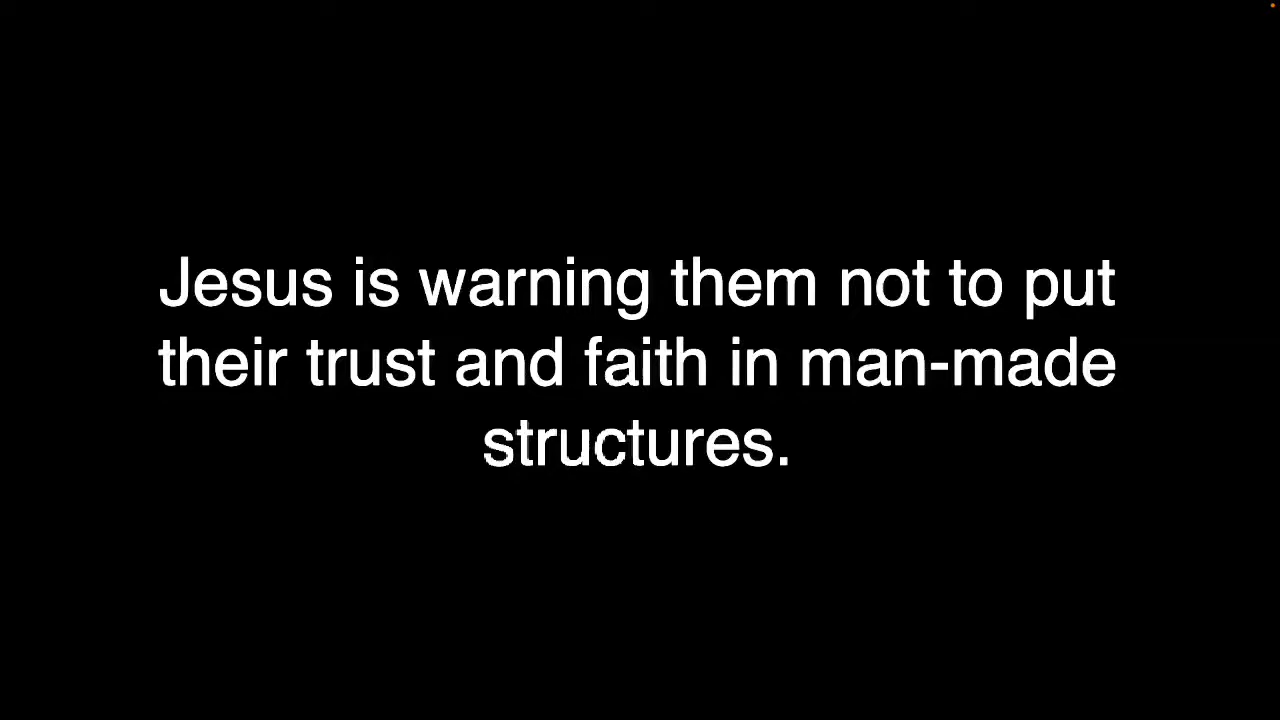 Jesus is warning them not to put
their trust and faith in man-made
structures.